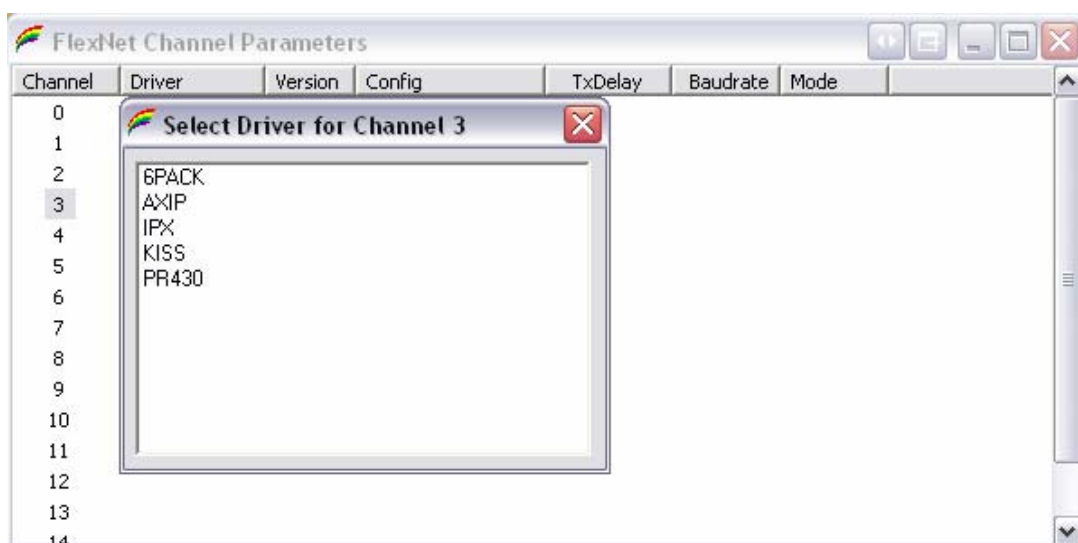 FlexNet Channel Parameters
Channel Driver Version Config TxDelay Baudrate Mode
Select Driver for Channel 3
6PACK
AXIP
IPX
KISS
PR430
0
1
2
3
4
5
6
7
8
9
10
11
12
13
14